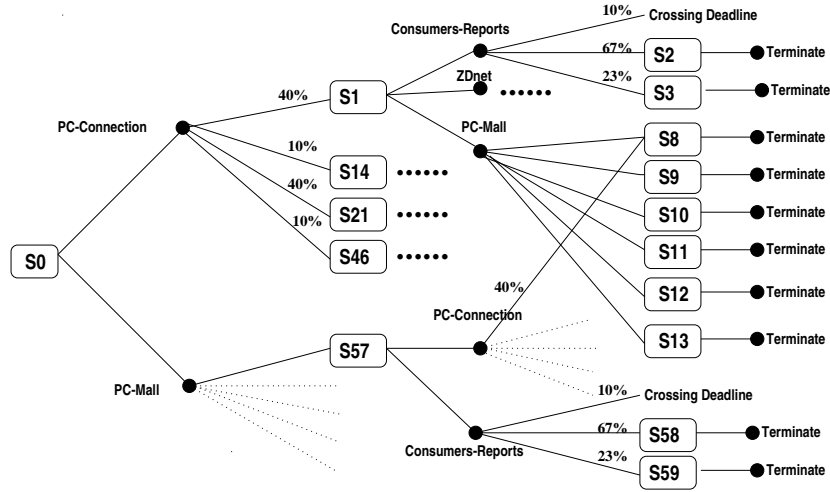 10%
Crossing Deadline
Consumers-Reports
67%
S2
Terminate
ZDnet
23%
S3
Terminate
40%
S1
PC-Connection
PC-Mall
S8
Terminate
10%
S14
S9
Terminate
40%
S21
S10
Terminate
10%
S46
S11
Terminate
S0
40%
S12
Terminate
PC-Connection
S57
S13
Terminate
PC-Mall
10%
Crossing Deadline
67%
S58
Terminate
Consumers-Reports
23%
S59
Terminate